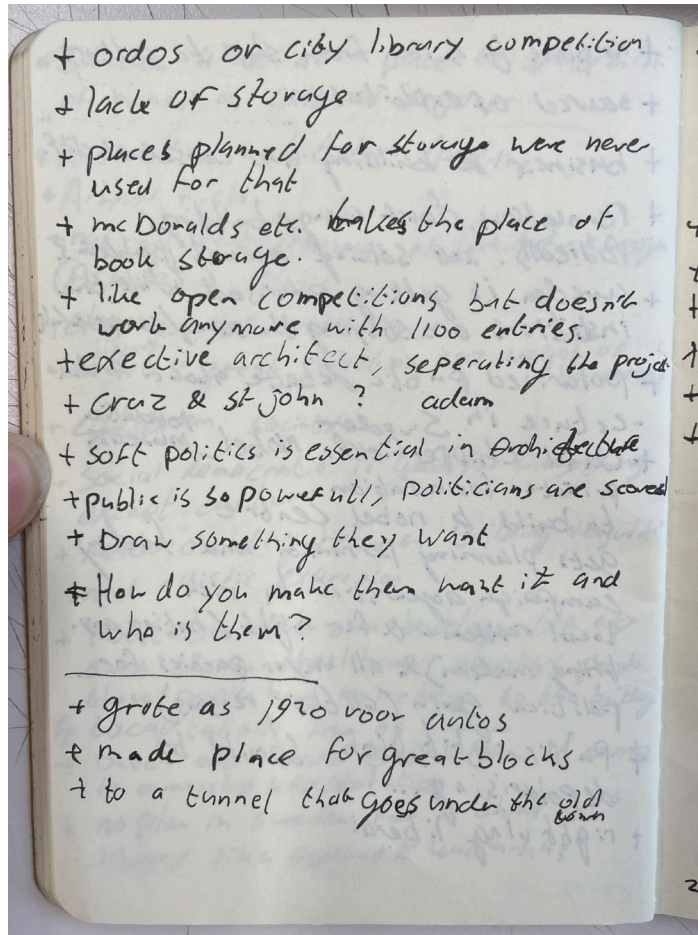 + ordos or city library competition
+ lack of storage
+ places planned for storage were never
used for that
+ mcDonalds etc. makes the place of
book storage.
+ like open competitions but doesn't
work anymore with 1100 entries.
+ exective architect, seperating the project
+ Cruz & st john ? adam
+ soft politics is essential in Architecture
+ public is so powerfull, politicians are scared
+ Draw something they want
+ How do you make them want it and
who is them?
+ grote as 1920 voor autos
+ made place for great blocks
+ to a tunnel that goes under the old
town